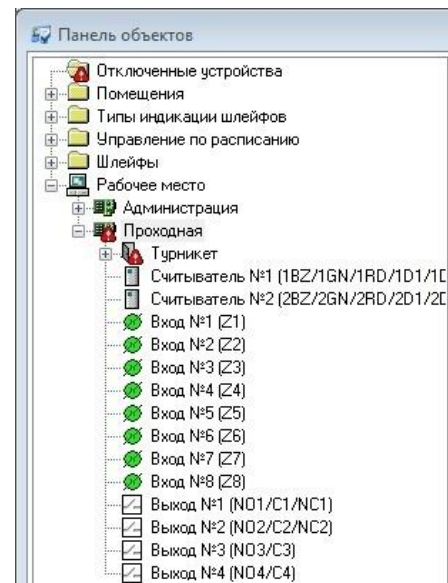 Панель объектов
Отключенные устройства
Помещения
Типы индикации шлейфов
Управление по расписанию
Шлейфы
Рабочее место
Администрация
Проходная
Турникет
Считыватель №1 (1BZ/1GN/1RD/1D1/1D
Считыватель №2 (2BZ/2GN/2RD/2D1/2D
Вход №1 (Z1)
Вход №2 (Z2)
Вход №3 (Z3)
Вход №4 (Z4)
Вход №5 (Z5)
Вход №6 (Z6)
Вход №7 (Z7)
Вход №8 (Z8)
Выход №1 (NO1/C1/NC1)
Выход №2 (NO2/C2/NC2)
Выход №3 (NO3/C3)
Выход №4 (NO4/C4)